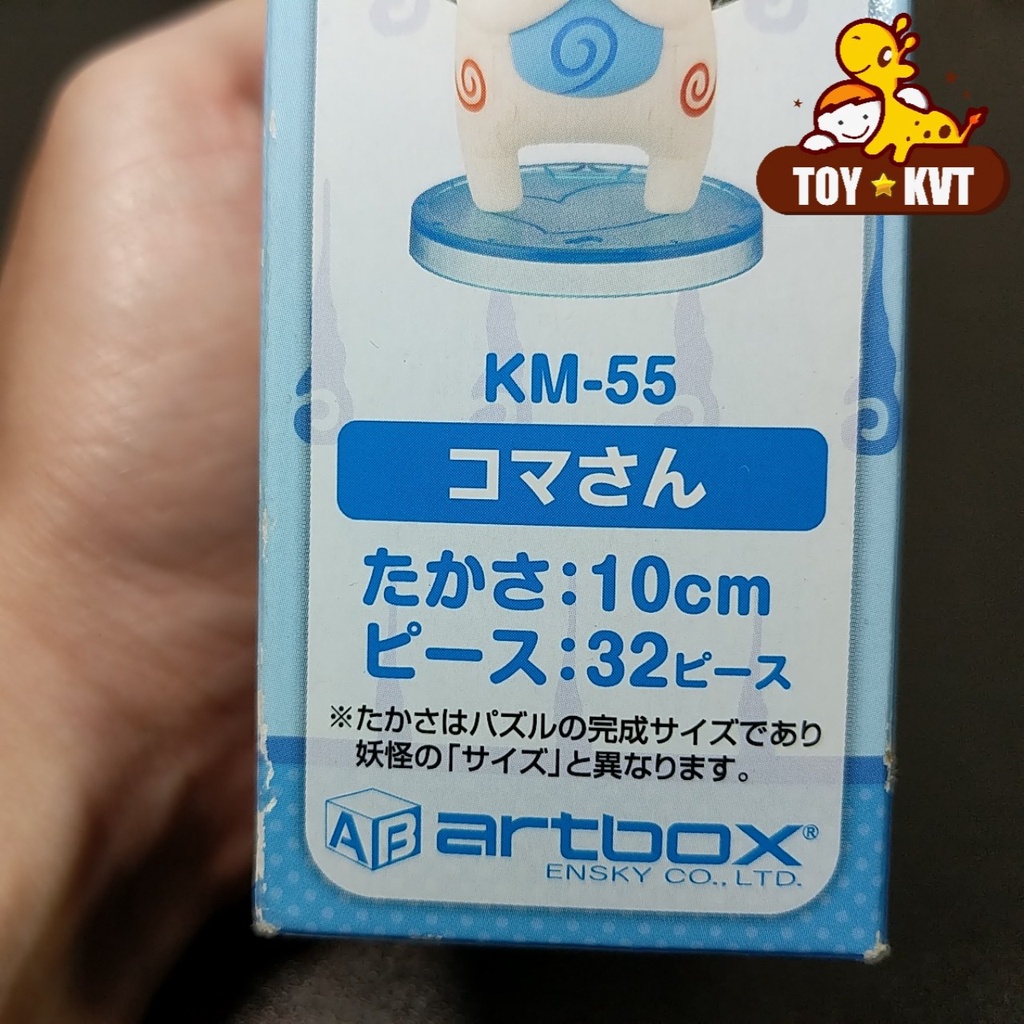 TOY KVT
KM-55
コマさん
たかさ:10cm
ピース:32ピース
※たかさはパズルの完成サイズであり
妖怪の「サイズ」と異なります。
AB artbox®
ENSKY CO., LTD.